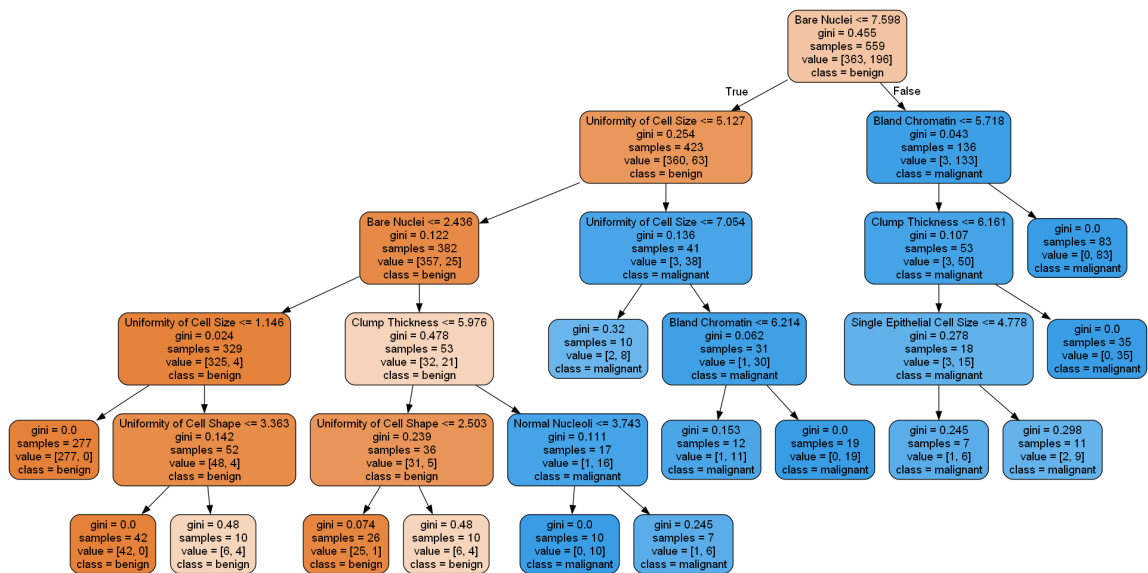 Bare Nuclei <= 7.598
gini = 0.455
samples = 559
value = [363, 196]
class = benign
True
False
Uniformity of Cell Size <= 5.127
gini = 0.254
samples = 423
value = [360, 63]
class = benign
Bland Chromatin <= 5.718
gini = 0.043
samples = 136
value = [3, 133]
class = malignant
Bare Nuclei <= 2.436
gini = 0.122
samples = 382
value = [357, 25]
class = benign
Uniformity of Cell Size <= 7.054
gini = 0.136
samples = 41
value = [3, 38]
class = malignant
Clump Thickness <= 6.161
gini = 0.107
samples = 53
value = [3, 50]
class = malignant
gini = 0.0
samples = 83
value = [0, 83]
class = malignant
Uniformity of Cell Size <= 1.146
gini = 0.024
samples = 329
value = [325, 4]
class = benign
Clump Thickness <= 5.976
gini = 0.478
samples = 53
value = [32, 21]
class = benign
gini = 0.32
samples = 10
value = [2, 8]
class = malignant
Bland Chromatin <= 6.214
gini = 0.062
samples = 31
value = [1, 30]
class = malignant
Single Epithelial Cell Size <= 4.778
gini = 0.278
samples = 18
value = [3, 15]
class = malignant
gini = 0.0
samples = 35
value = [0, 35]
class = malignant
gini = 0.0
samples = 277
value = [277, 0]
class = benign
Uniformity of Cell Shape <= 3.363
gini = 0.142
samples = 52
value = [48, 4]
class = benign
Uniformity of Cell Shape <= 2.503
gini = 0.239
samples = 36
value = [31, 5]
class = benign
Normal Nucleoli <= 3.743
gini = 0.111
samples = 17
value = [1, 16]
class = malignant
gini = 0.153
samples = 12
value = [1, 11]
class = malignant
gini = 0.0
samples = 19
value = [0, 19]
class = malignant
gini = 0.245
samples = 7
value = [1, 6]
class = malignant
gini = 0.298
samples = 11
value = [2, 9]
class = malignant
gini = 0.0
samples = 42
value = [42, 0]
class = benign
gini = 0.48
samples = 10
value = [6, 4]
class = benign
gini = 0.074
samples = 26
value = [25, 1]
class = benign
gini = 0.48
samples = 10
value = [6, 4]
class = benign
gini = 0.0
samples = 10
value = [0, 10]
class = malignant
gini = 0.245
samples = 7
value = [1, 6]
class = malignant